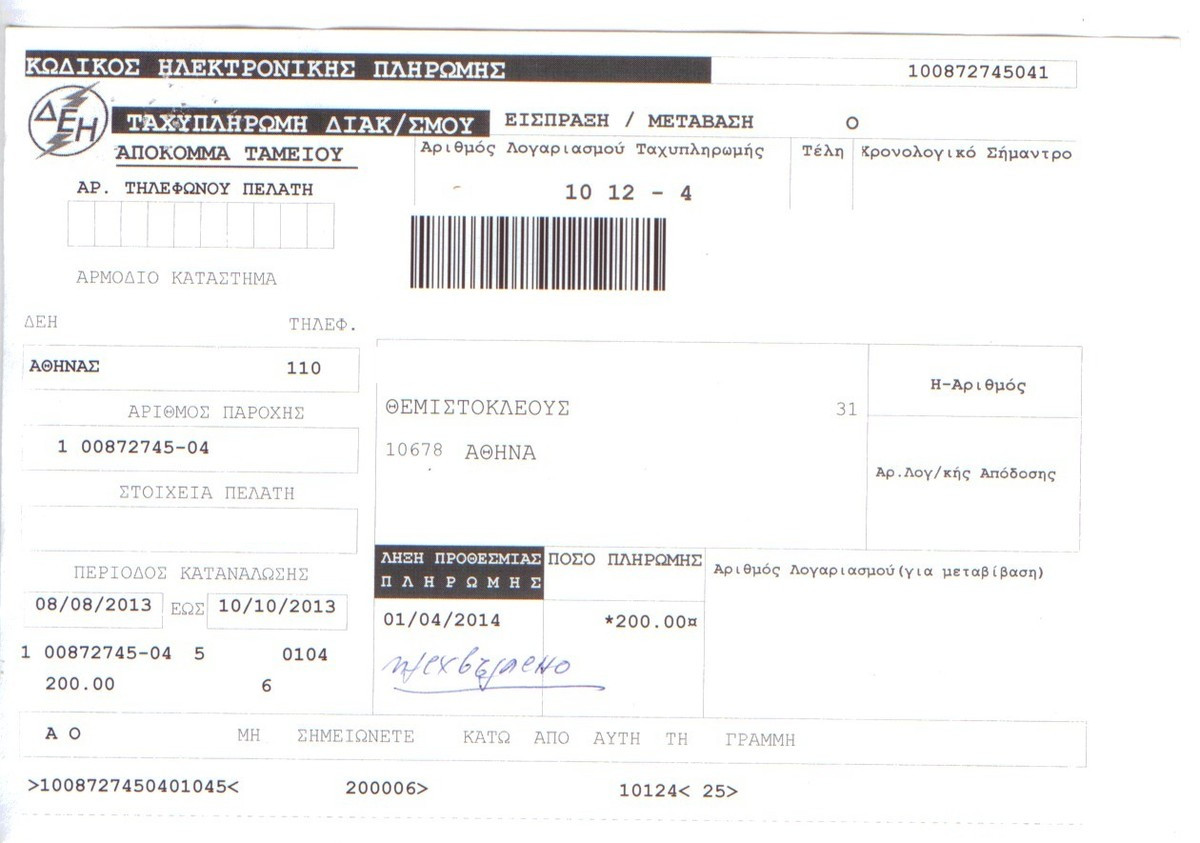 ΚΩΔΙΚΟΣ ΗΛΕΚΤΡΟΝΙΚΗΣ ΠΛΗΡΩΜΗΣ 100872745041
ΔΕΗ ΤΑΧΥΠΛΗΡΩΜΗ ΔΙΑΚ/ΣΜΟΥ ΕΙΣΠΡΑΞΗ / ΜΕΤΑΒΑΣΗ Ο
ΑΠΟΚΟΜΜΑ ΤΑΜΕΙΟΥ Αριθμός Λογαριασμού Ταχυπληρωμής Τέλη Χρονολογικό Σήμαντρο
ΑΡ. ΤΗΛΕΦΩΝΟΥ ΠΕΛΑΤΗ 10 12 - 4
ΑΡΜΟΔΙΟ ΚΑΤΑΣΤΗΜΑ
ΔΕΗ ΤΗΛΕΦ.
ΑΘΗΝΑΣ 110
Η-Αριθμός
ΑΡΙΘΜΟΣ ΠΑΡΟΧΗΣ ΘΕΜΙΣΤΟΚΛΕΟΥΣ 31
1 00872745-04 10678 ΑΘΗΝΑ
Αρ.Λογ/κής Απόδοσης
ΣΤΟΙΧΕΙΑ ΠΕΛΑΤΗ
ΛΗΞΗ ΠΡΟΘΕΣΜΙΑΣ ΠΟΣΟ ΠΛΗΡΩΜΗΣ Αριθμός Λογαριασμού(για μεταβίβαση)
ΠΕΡΙΟΔΟΣ ΚΑΤΑΝΑΛΩΣΗΣ Π Λ Η Ρ Ω Μ Η Σ
08/08/2013 ΕΩΣ 10/10/2013 01/04/2014 *200.00¤
1 00872745-04 5 0104
200.00 6
Α Ο ΜΗ ΣΗΜΕΙΩΝΕΤΕ ΚΑΤΩ ΑΠΟ ΑΥΤΗ ΤΗ ΓΡΑΜΜΗ
>1008727450401045< 200006> 10124< 25>